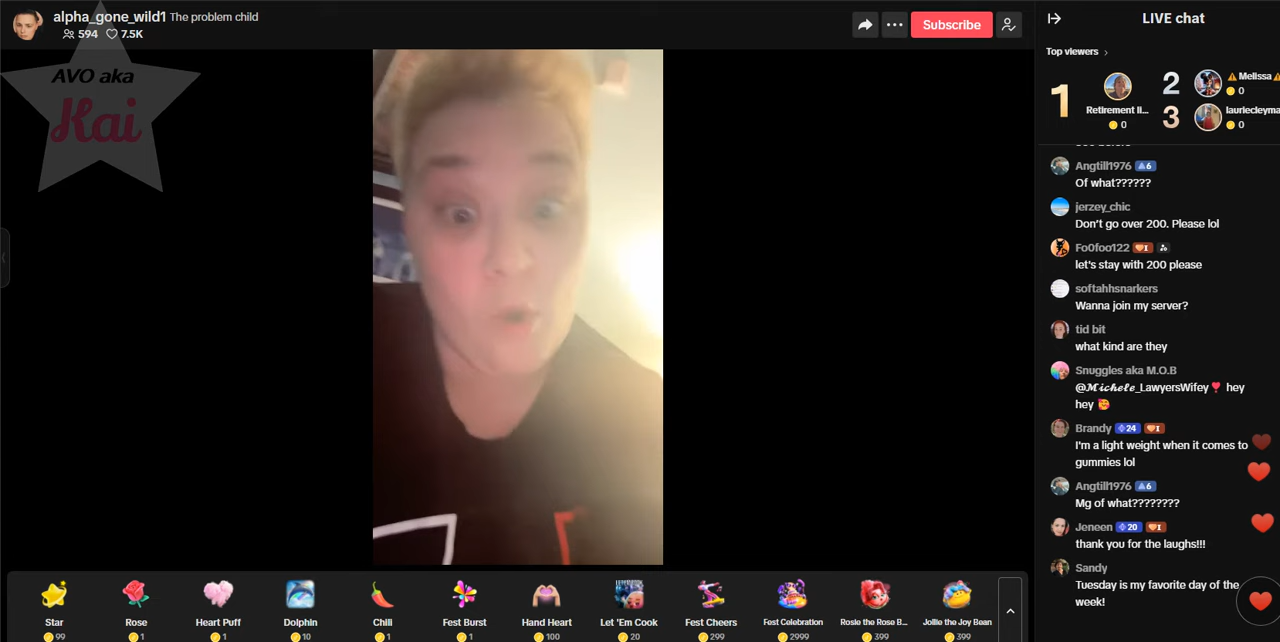 alpha_gone_wild1 The problem child
594 7.5K
Subscribe
AVO aka
Kai
LIVE chat
Top viewers
1
Retirement li...
0
2
Melissa
0
3
lauriecleyma
0
Angtill1976 6
Of what??????
jerzey_chic
Don't go over 200. Please lol
Fo0foo122 I
let's stay with 200 please
softahhsnarkers
Wanna join my server?
tid bit
what kind are they
Snuggles aka M.O.B
@𝓜𝓲𝓬𝓱𝓮𝓵𝓮_LawyersWifey❣️ hey
hey 🥰
Brandy 24 I
I'm a light weight when it comes to
gummies lol
Angtill1976 6
Mg of what????????
Jeneen 20 I
thank you for the laughs!!!
Sandy
Tuesday is my favorite day of the
week!
Star Rose Heart Puff Dolphin Chili Fest Burst Hand Heart Let 'Em Cook Fest Cheers Fest Celebration Rosie the Rose B... Jollie the Joy Bean
99 1 1 10 1 1 100 20 299 2999 399 399